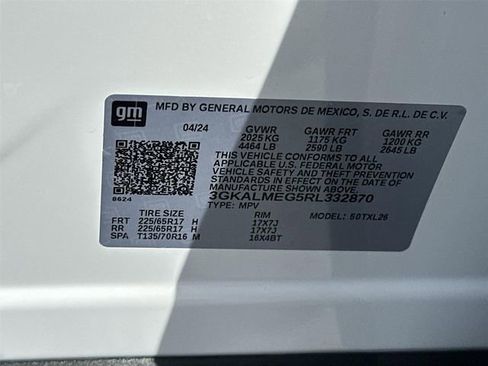 gm
MFD BY GENERAL MOTORS DE MEXICO, S. DE R.L. DE C.V.
04/24 GVWR GAWR FRT GAWR RR
2025 KG 1175 KG 1200 KG
4464 LB 2590 LB 2645 LB
THIS VEHICLE CONFORMS TO ALL
APPLICABLE U.S. FEDERAL MOTOR
VEHICLE SAFETY AND THEFT PREVENTION
STANDARDS IN EFFECT ON THE DATE OF
MANUFACTURE SHOWN ABOVE.
3GKALMEG5RL332870
8624 TYPE: MPV
TIRE SIZE RIM MODEL: 50TXL26
FRT 225/65R17 H 17X7J
RR 225/65R17 H 17X7J
SPA T135/70R16 M 16X4BT